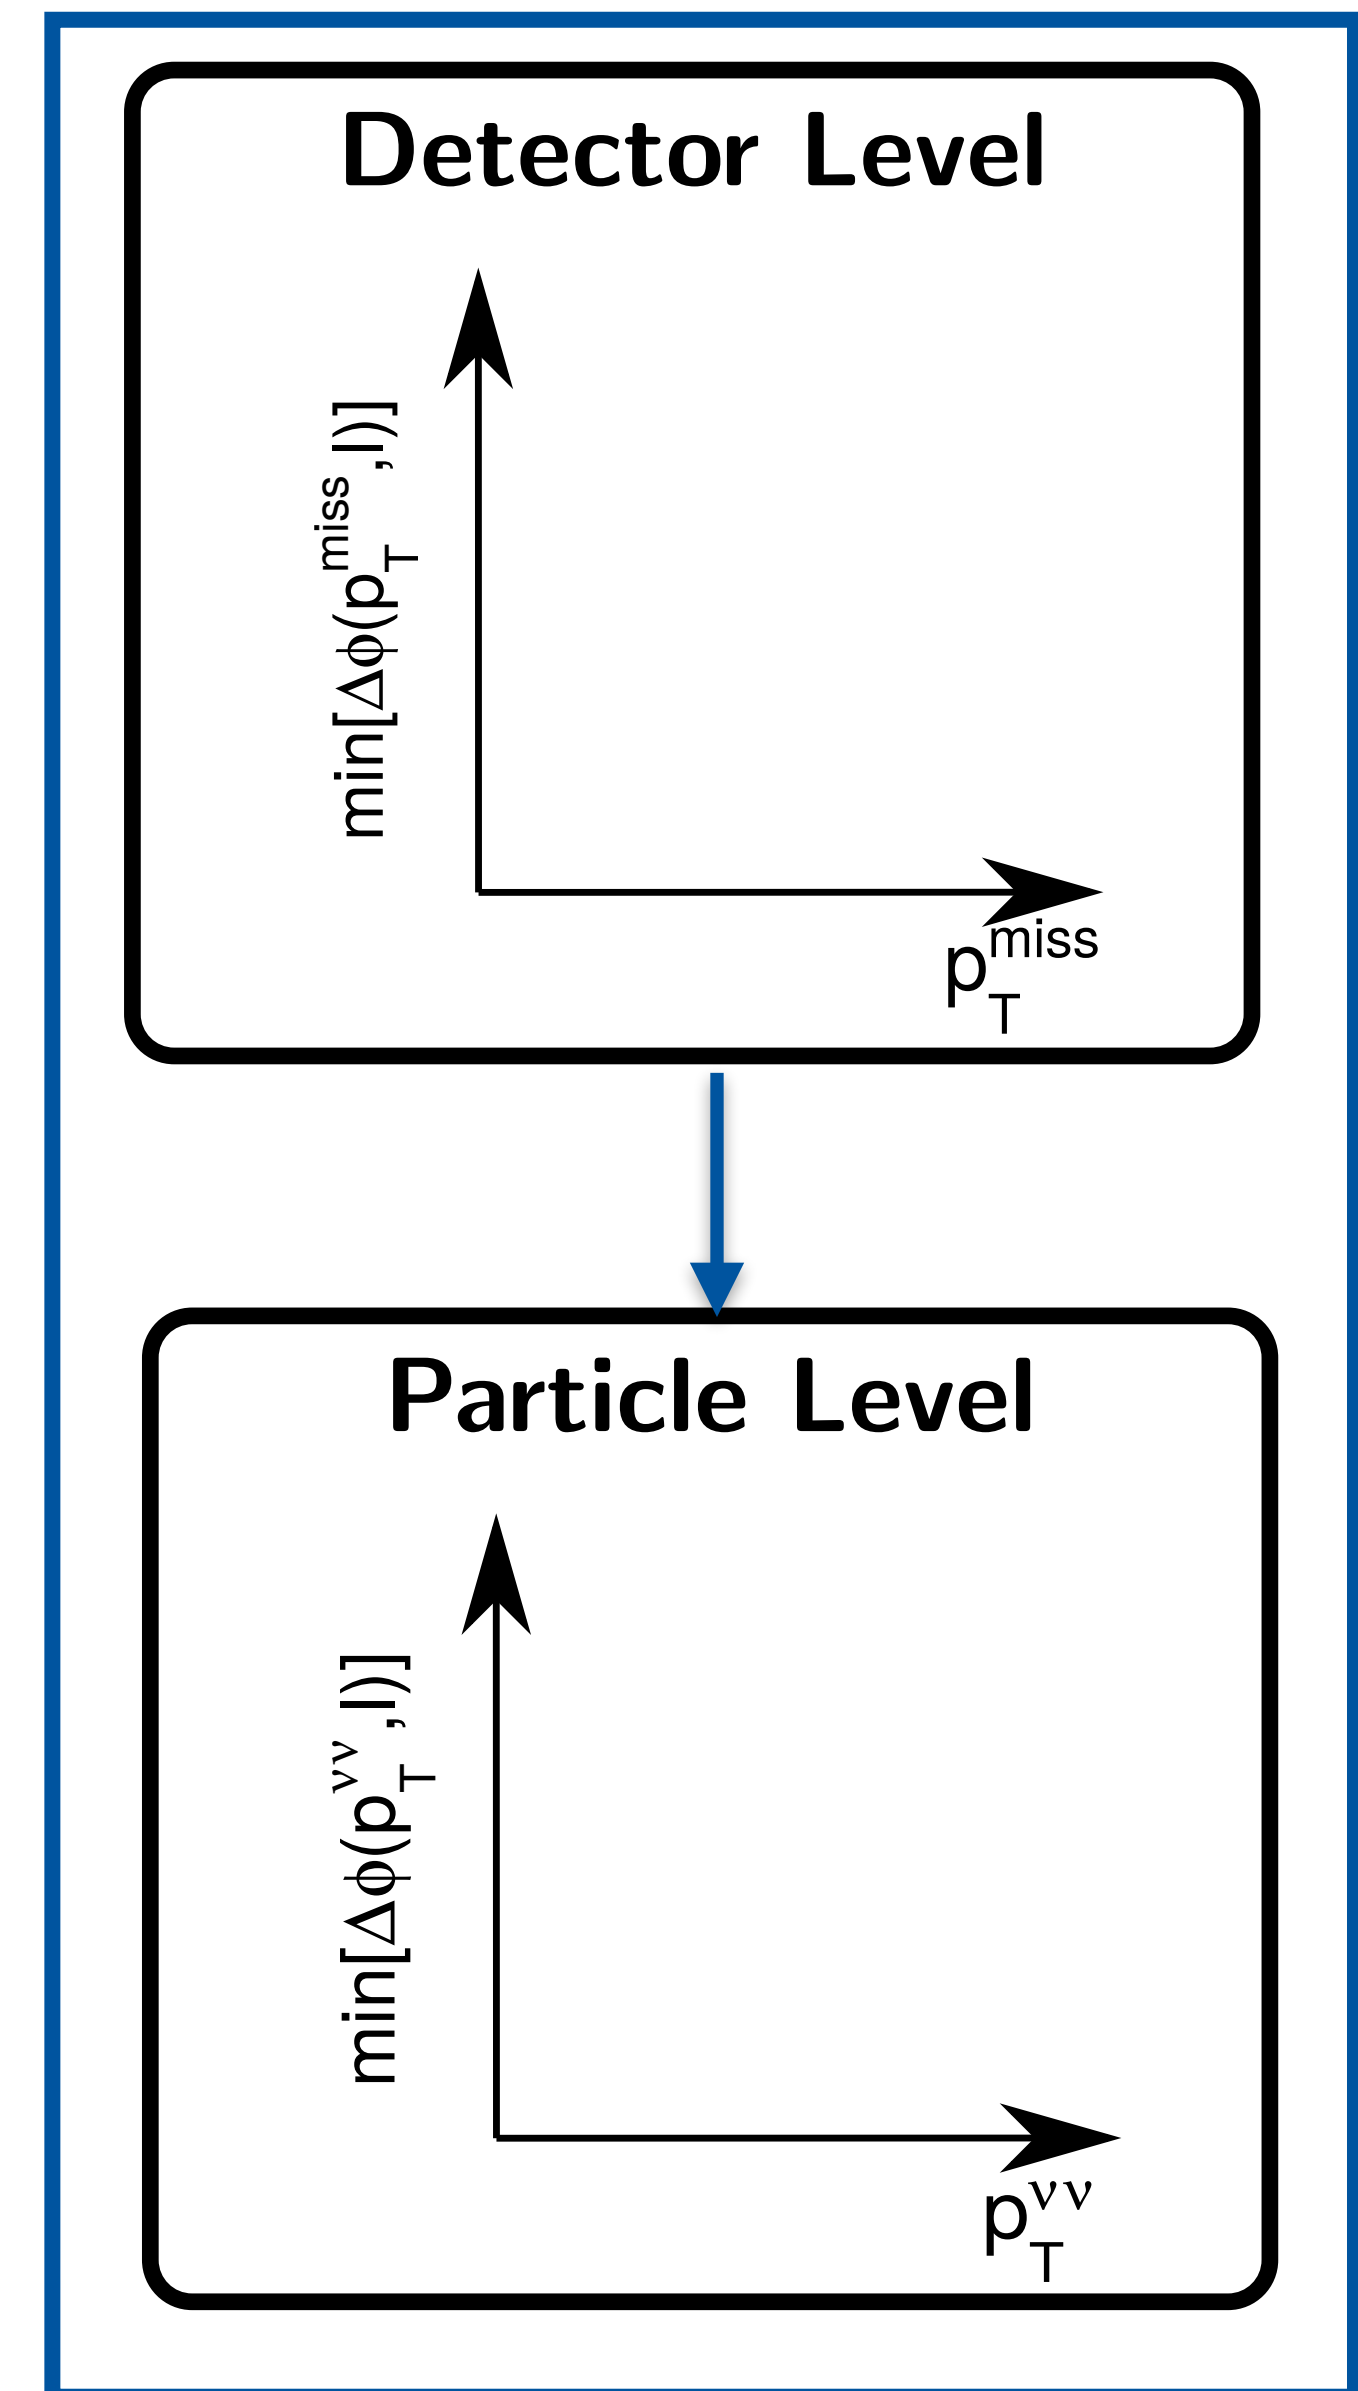 Detector Level
min[Δϕ(p_T^miss,l)]
p_T^miss
Particle Level
min[Δϕ(p_T^νν,l)]
p_T^νν